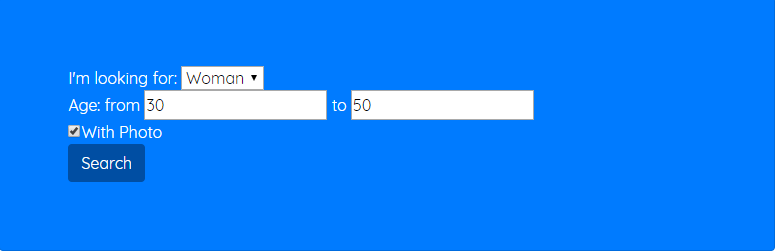 I'm looking for: Woman
Age: from 30 to 50
With Photo
Search